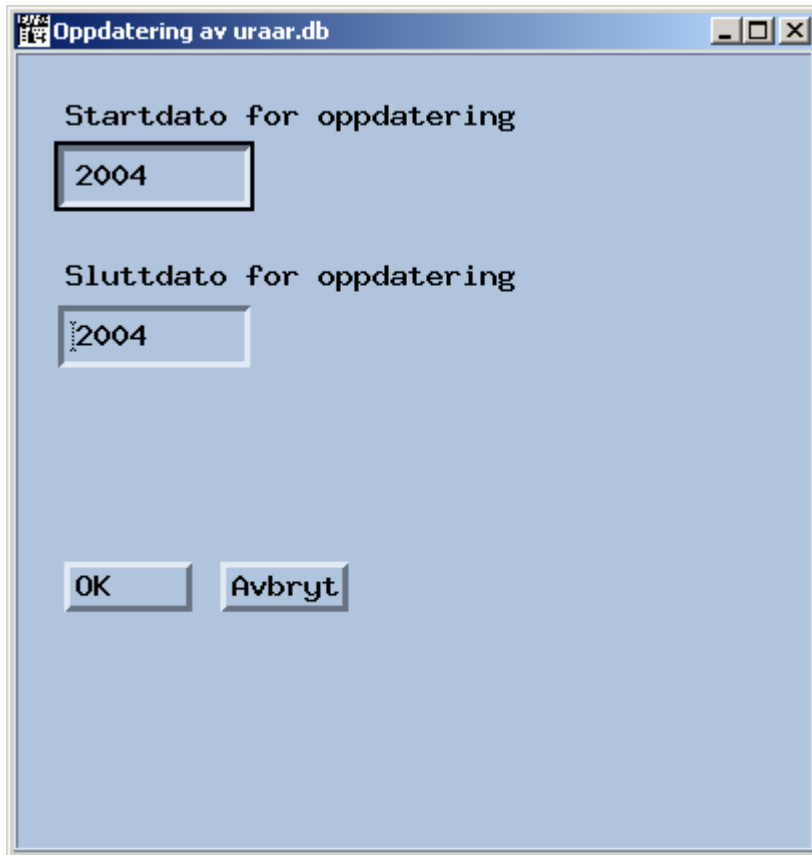 Oppdatering av uraar.db
Startdato for oppdatering
2004
Sluttdato for oppdatering
2004
OK Avbryt